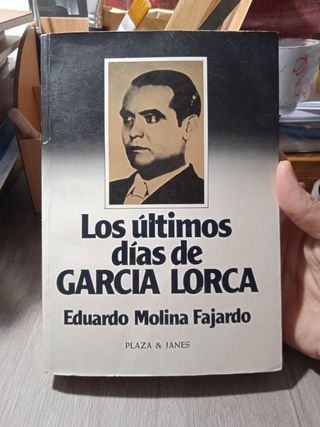 Los últimos
días de
GARCIA LORCA
Eduardo Molina Fajardo
PLAZA & JANES